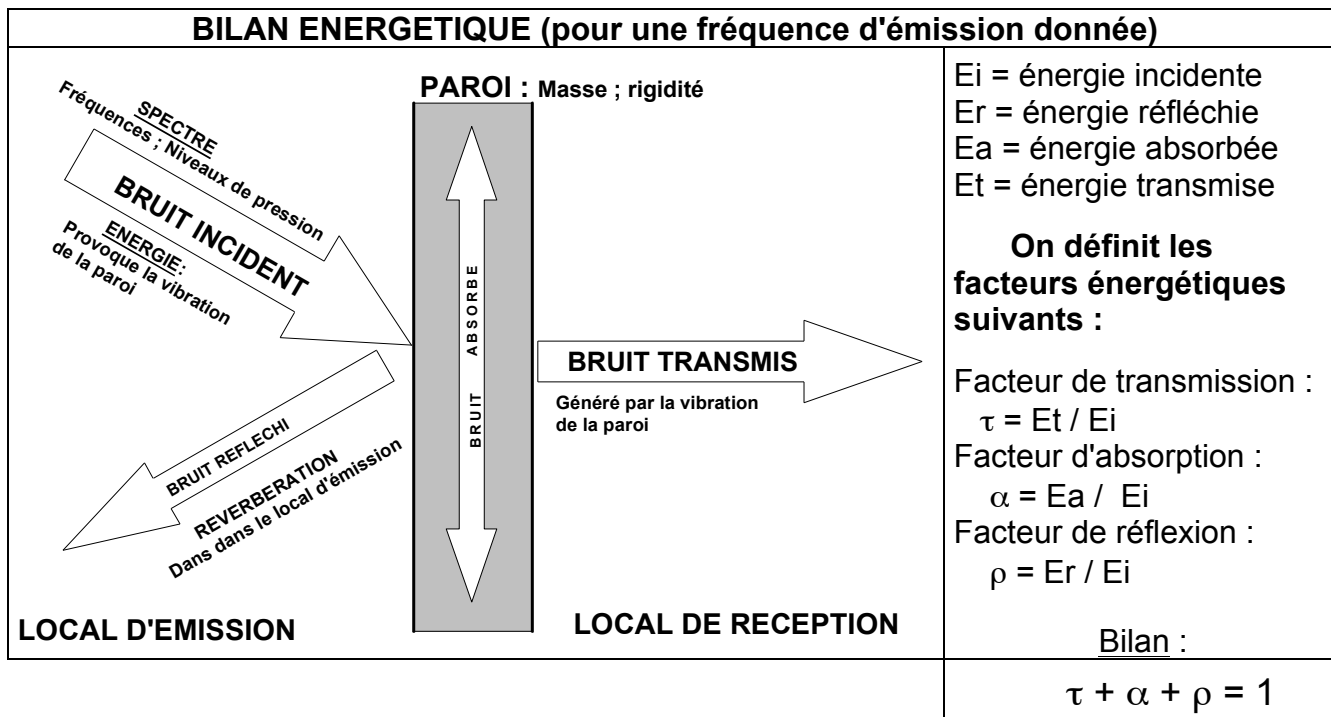 BILAN ENERGETIQUE (pour une fréquence d'émission donnée)
PAROI : Masse ; rigidité
SPECTRE
Fréquences ; Niveaux de pression
BRUIT INCIDENT
ENERGIE:
Provoque la vibration
de la paroi
BRUIT ABSORBE
BRUIT TRANSMIS
Généré par la vibration
de la paroi
BRUIT REFLECHI
REVERBERATION
Dans dans le local d'émission
LOCAL D'EMISSION
LOCAL DE RECEPTION
Ei = énergie incidente
Er = énergie réfléchie
Ea = énergie absorbée
Et = énergie transmise
On définit les
facteurs énergétiques
suivants :
Facteur de transmission :
τ = Et / Ei
Facteur d'absorption :
α = Ea / Ei
Facteur de réflexion :
ρ = Er / Ei
Bilan :
τ + α + ρ = 1